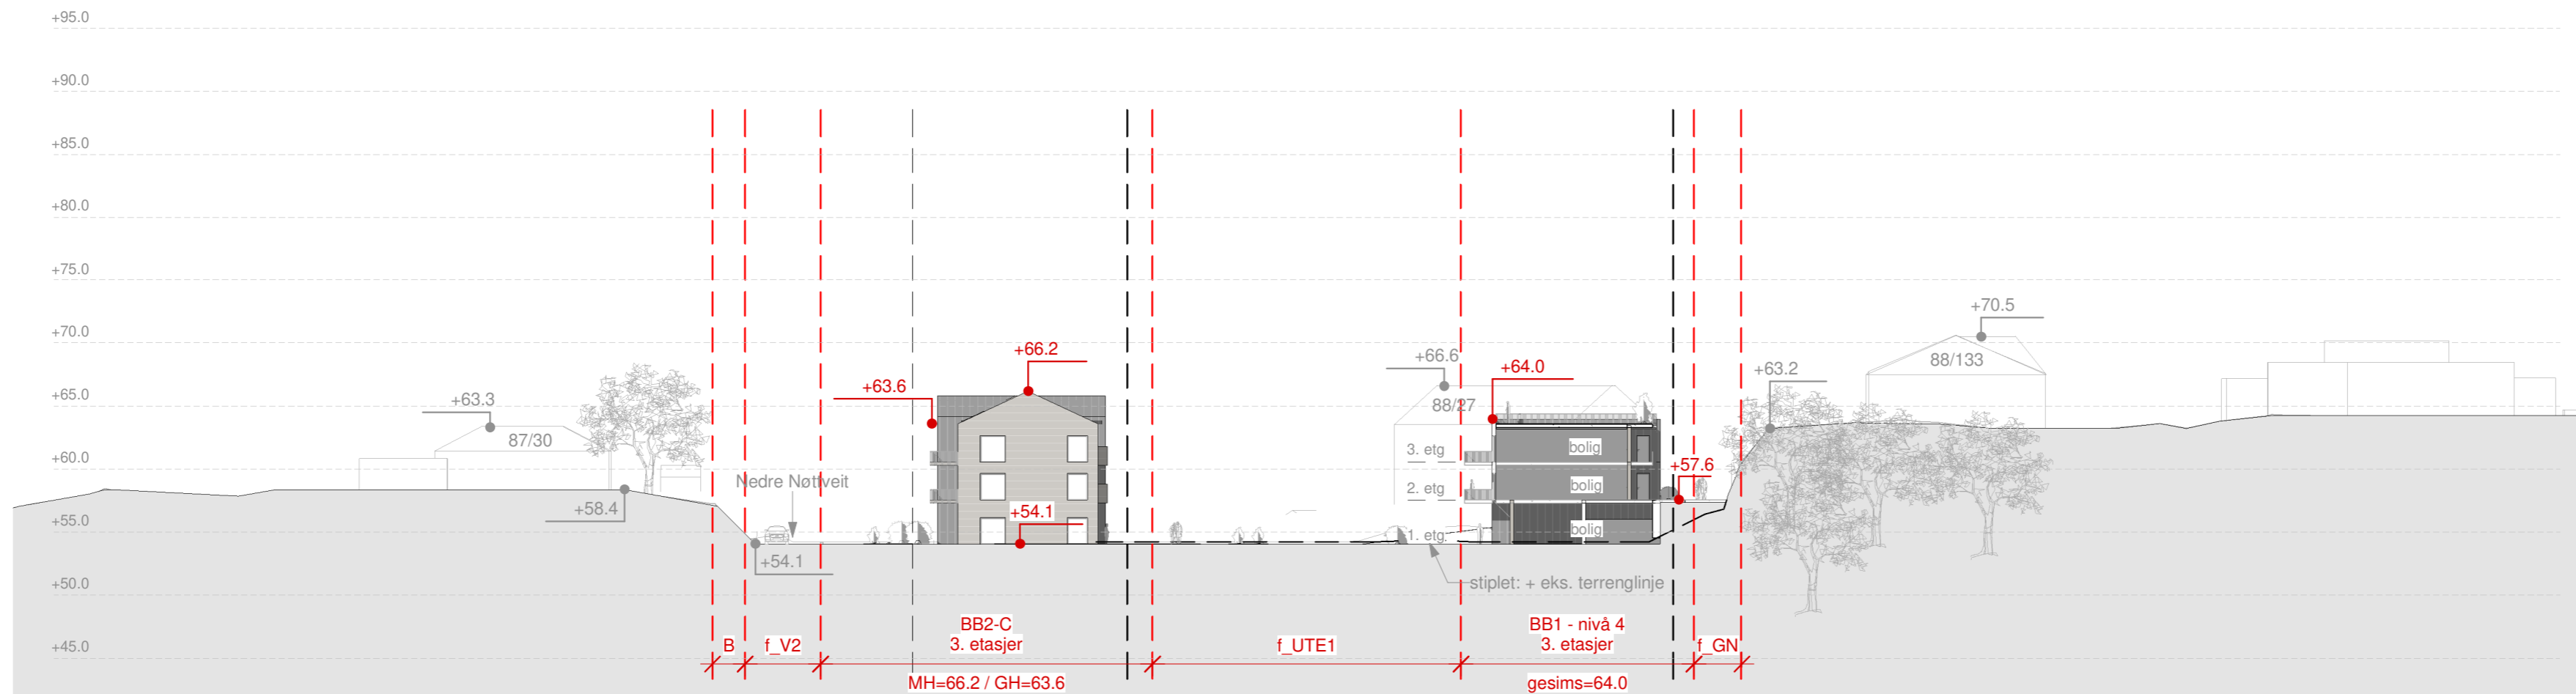 +95.0
+90.0
+85.0
+80.0
+75.0
+70.0
+65.0
+60.0
+55.0
+50.0
+45.0
+63.3
87/30
+58.4
Nedre Nøttveit
+54.1
+63.6
+66.2
+54.1
+66.6
88/27
+64.0
3. etg
2. etg
1. etg.
bolig
bolig
bolig
+57.6
+63.2
+70.5
88/133
stiplet: + eks. terrenglinje
B
f_V2
BB2-C
3. etasjer
MH=66.2 / GH=63.6
f_UTE1
BB1 - nivå 4
3. etasjer
gesims=64.0
f_GN